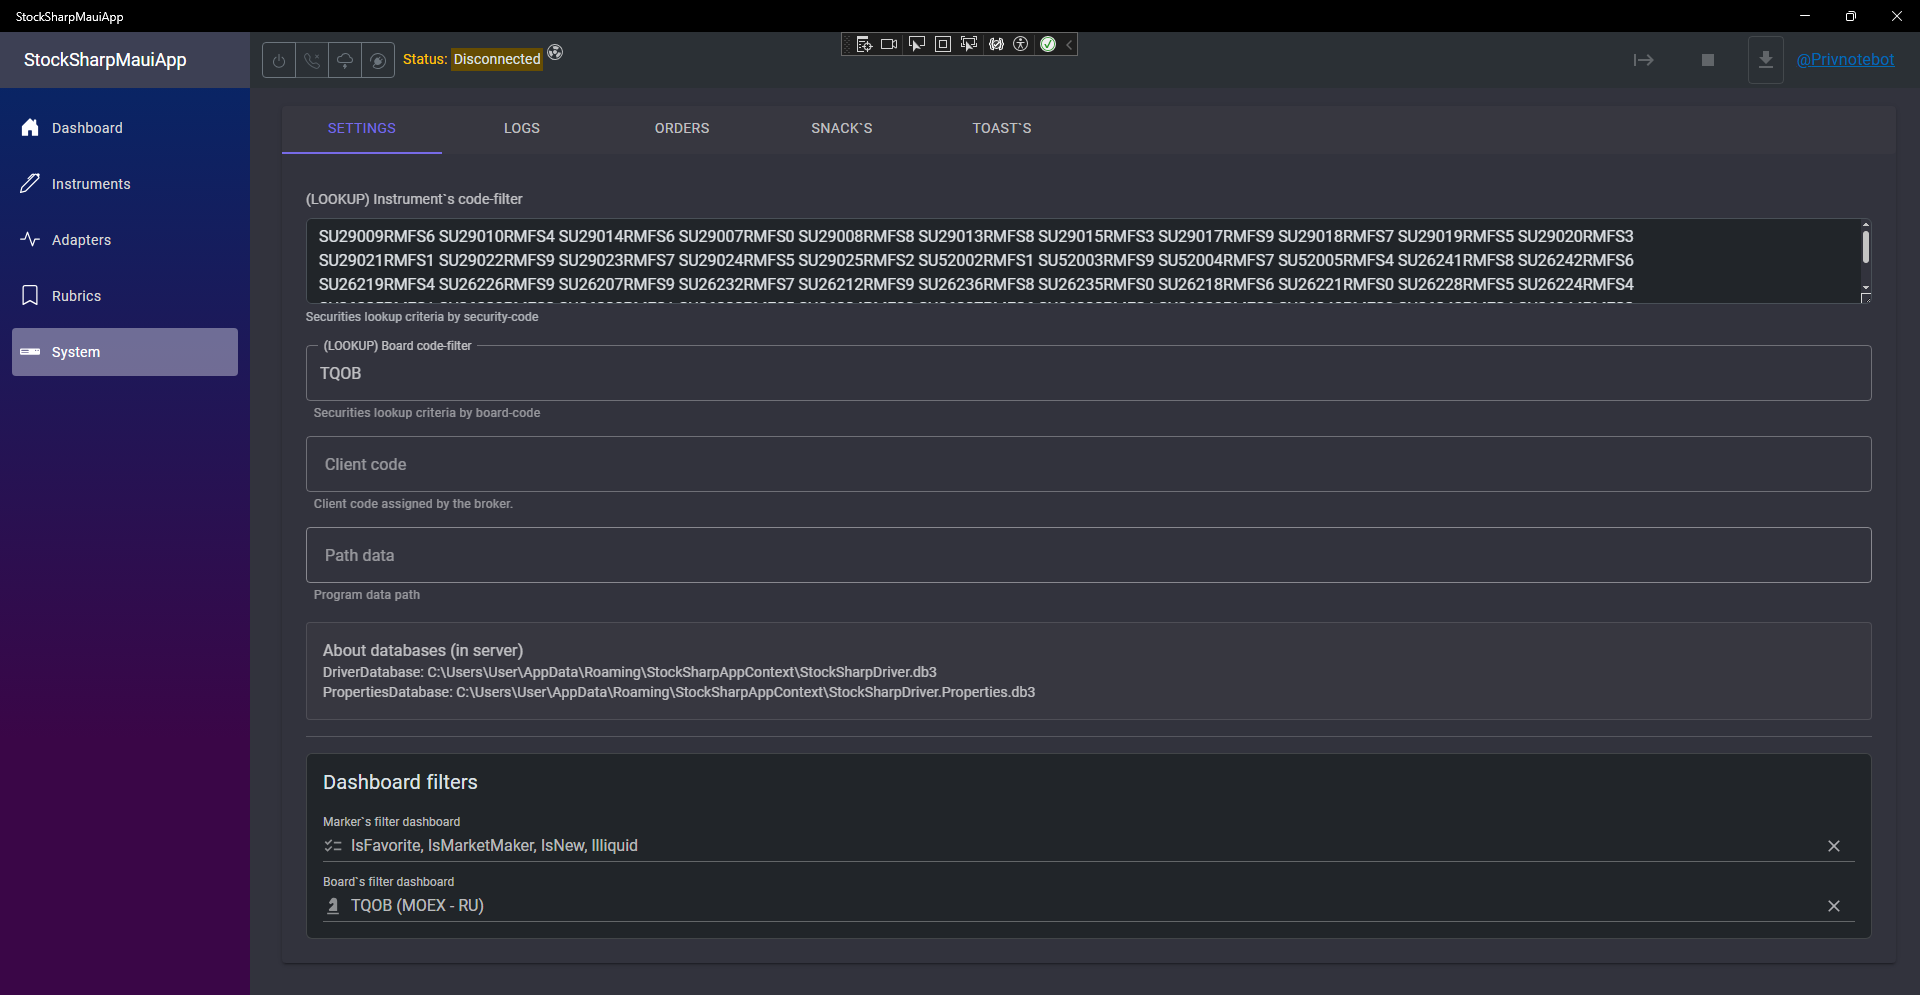 StockSharpMauiApp
StockSharpMauiApp
Status: Disconnected
@Privnotebot
Dashboard
Instruments
Adapters
Rubrics
System
SETTINGS
LOGS
ORDERS
SNACK`S
TOAST`S
(LOOKUP) Instrument`s code-filter
SU29009RMFS6 SU29010RMFS4 SU29014RMFS6 SU29007RMFS0 SU29008RMFS8 SU29013RMFS8 SU29015RMFS3 SU29017RMFS9 SU29018RMFS7 SU29019RMFS5 SU29020RMFS3
SU29021RMFS1 SU29022RMFS9 SU29023RMFS7 SU29024RMFS5 SU29025RMFS2 SU52002RMFS1 SU52003RMFS9 SU52004RMFS7 SU52005RMFS4 SU26241RMFS8 SU26242RMFS6
SU26219RMFS4 SU26226RMFS9 SU26207RMFS9 SU26232RMFS7 SU26212RMFS9 SU26236RMFS8 SU26235RMFS0 SU26218RMFS6 SU26221RMFS0 SU26228RMFS5 SU26224RMFS4
Securities lookup criteria by security-code
(LOOKUP) Board code-filter
TQOB
Securities lookup criteria by board-code
Client code
Client code assigned by the broker.
Path data
Program data path
About databases (in server)
DriverDatabase: C:\Users\User\AppData\Roaming\StockSharpAppContext\StockSharpDriver.db3
PropertiesDatabase: C:\Users\User\AppData\Roaming\StockSharpAppContext\StockSharpDriver.Properties.db3
Dashboard filters
Marker`s filter dashboard
IsFavorite, IsMarketMaker, IsNew, Illiquid
Board`s filter dashboard
TQOB (MOEX - RU)